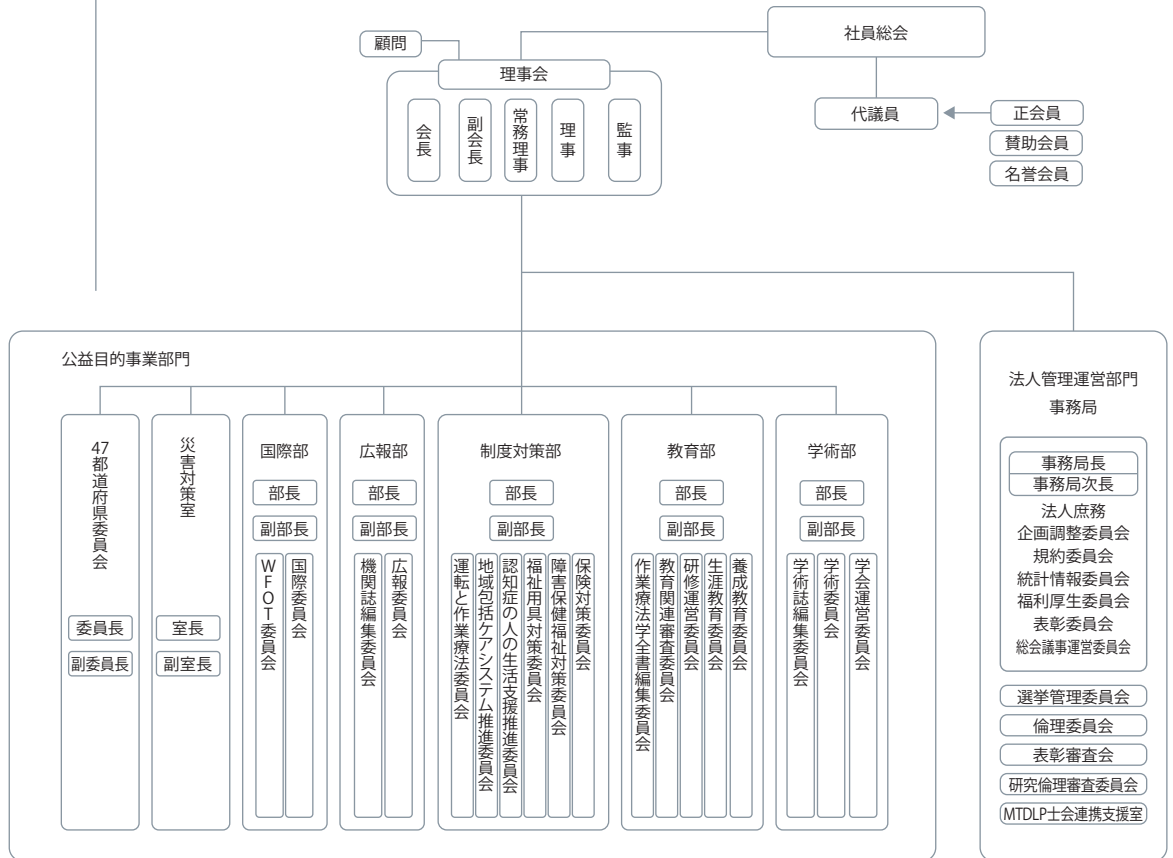 社員総会
顧問
理事会
代議員
正会員
賛助会員
名誉会員
会長
副会長
常務理事
理事
監事
公益目的事業部門
47都道府県委員会
委員長
副委員長
災害対策室
室長
副室長
国際部
部長
副部長
WFOT委員会
国際委員会
広報部
部長
副部長
機関誌編集委員会
広報委員会
制度対策部
部長
副部長
運転と作業療法委員会
地域包括ケアシステム推進委員会
認知症の人の生活支援推進委員会
福祉用具対策委員会
障害保健福祉対策委員会
保険対策委員会
教育部
部長
副部長
作業療法学全書編集委員会
教育関連審査委員会
研修運営委員会
生涯教育委員会
養成教育委員会
学術部
部長
副部長
学術誌編集委員会
学術委員会
学会運営委員会
法人管理運営部門
事務局
事務局長
事務局次長
法人庶務
企画調整委員会
規約委員会
統計情報委員会
福利厚生委員会
表彰委員会
総会議事運営委員会
選挙管理委員会
倫理委員会
表彰審査会
研究倫理審査委員会
MTDLP士会連携支援室